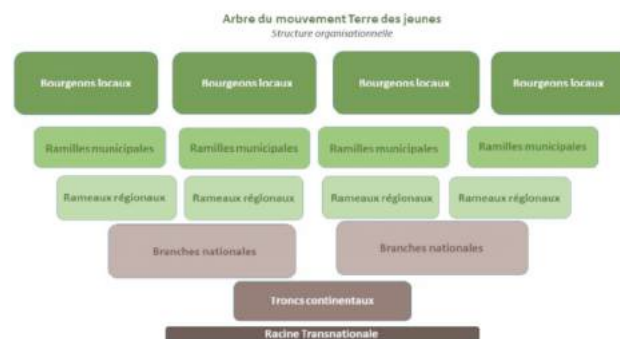 Arbre du mouvement Terre des jeunes
Structure organisationnelle
Bourgeons locaux Bourgeons locaux Bourgeons locaux Bourgeons locaux
Ramilles municipales Ramilles municipales Ramilles municipales Ramilles municipales
Rameaux régionaux Rameaux régionaux Rameaux régionaux Rameaux régionaux
Branches nationales Branches nationales
Troncs continentaux
Racine Transnationale